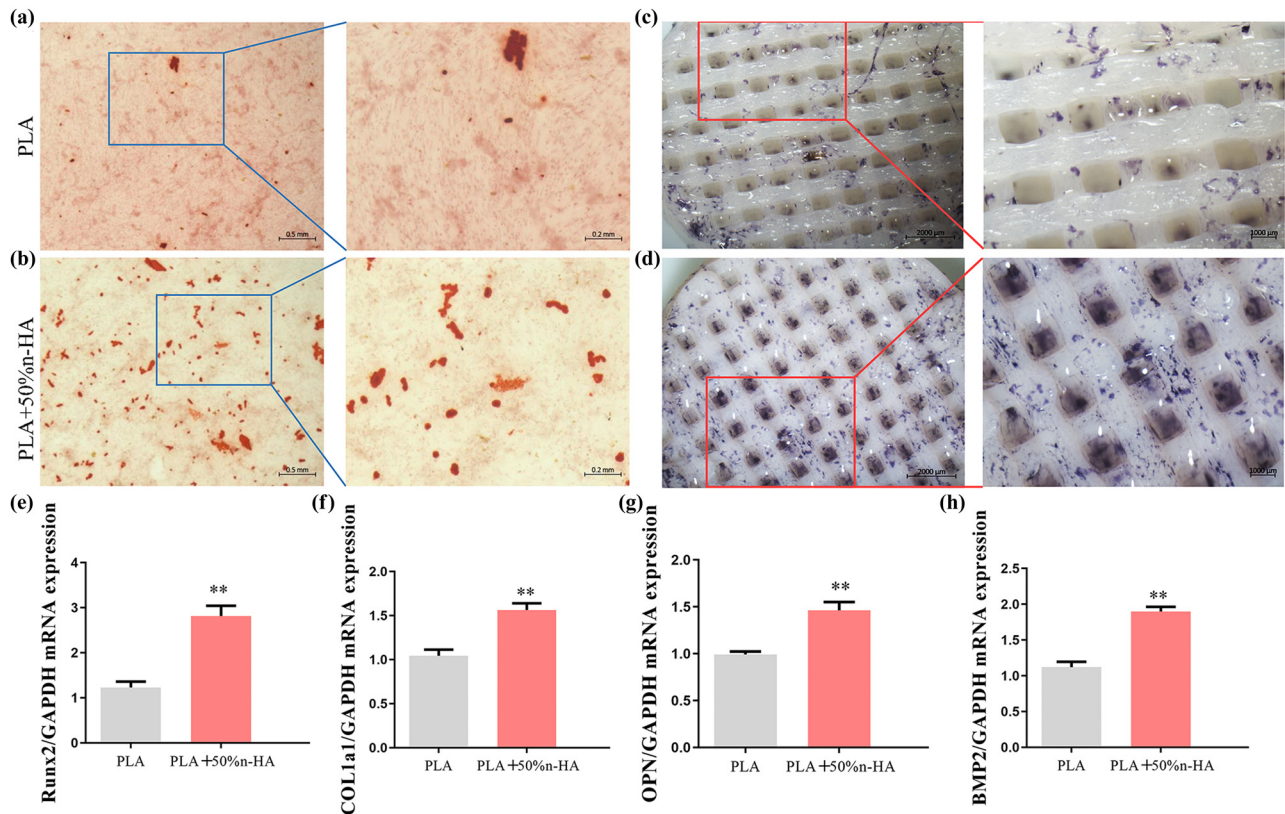 (a)
(c)
PLA
0.5 mm
0.2 mm
2000 µm
1000 µm
(b)
(d)
PLA+50%n-HA
0.5 mm
0.2 mm
2000 µm
1000 µm
(e)
Runx2/GAPDH mRNA expression
4
3
2
1
0
**
PLA
PLA+50%n-HA
(f)
COL1a1/GAPDH mRNA expression
2.0
1.5
1.0
0.5
0.0
**
PLA
PLA+50%n-HA
(g)
OPN/GAPDH mRNA expression
2.0
1.5
1.0
0.5
0.0
**
PLA
PLA+50%n-HA
(h)
BMP2/GAPDH mRNA expression
2.5
2.0
1.5
1.0
0.5
0.0
**
PLA
PLA+50%n-HA